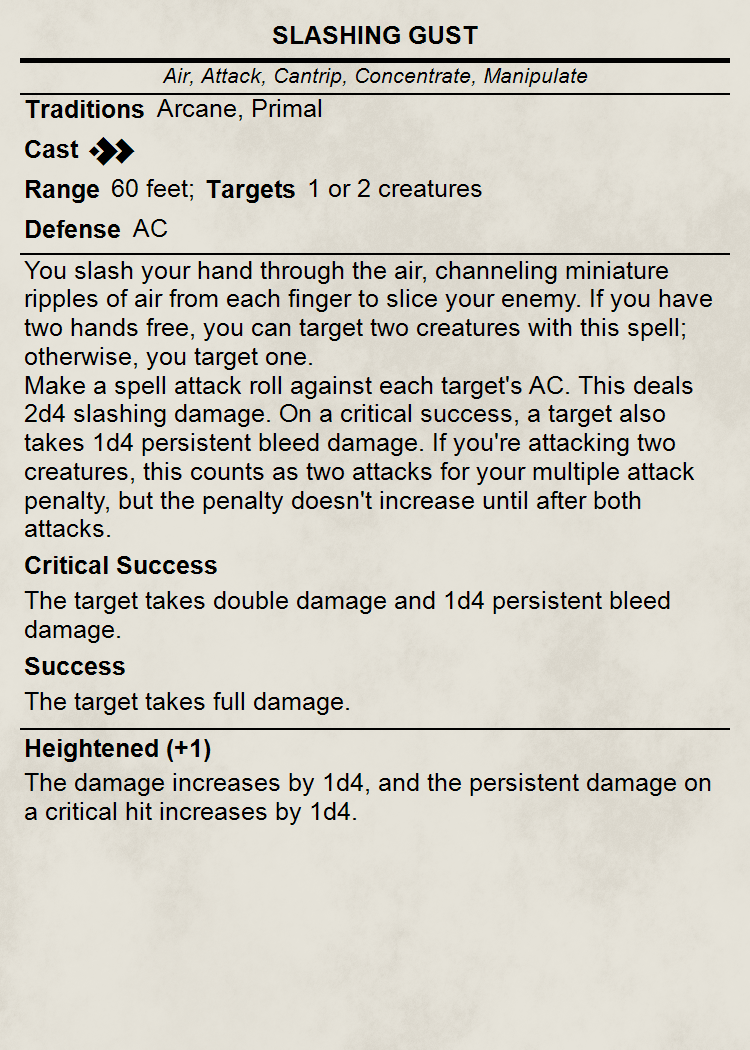 SLASHING GUST
Air, Attack, Cantrip, Concentrate, Manipulate
Traditions Arcane, Primal
Cast
Range 60 feet; Targets 1 or 2 creatures
Defense AC
You slash your hand through the air, channeling miniature
ripples of air from each finger to slice your enemy. If you have
two hands free, you can target two creatures with this spell;
otherwise, you target one.
Make a spell attack roll against each target's AC. This deals
2d4 slashing damage. On a critical success, a target also
takes 1d4 persistent bleed damage. If you're attacking two
creatures, this counts as two attacks for your multiple attack
penalty, but the penalty doesn't increase until after both
attacks.
Critical Success
The target takes double damage and 1d4 persistent bleed
damage.
Success
The target takes full damage.
Heightened (+1)
The damage increases by 1d4, and the persistent damage on
a critical hit increases by 1d4.